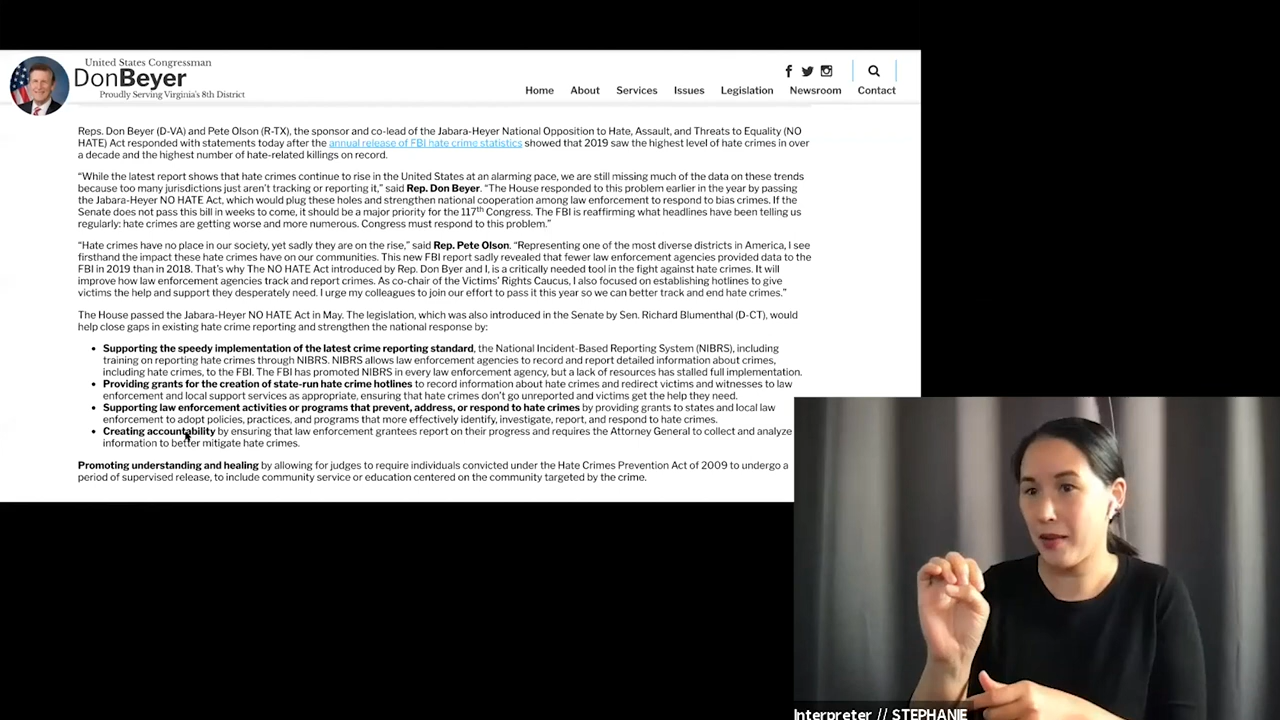 United States Congressman
DonBeyer
Proudly Serving Virginia's 8th District
Home About Services Issues Legislation Newsroom Contact
Reps. Don Beyer (D-VA) and Pete Olson (R-TX), the sponsor and co-lead of the Jabara-Heyer National Opposition to Hate, Assault, and Threats to Equality (NO
HATE) Act responded with statements today after the annual release of FBI hate crime statistics showed that 2019 saw the highest level of hate crimes in over
a decade and the highest number of hate-related killings on record.
“While the latest report shows that hate crimes continue to rise in the United States at an alarming pace, we are still missing much of the data on these trends
because too many jurisdictions just aren’t tracking or reporting it,” said Rep. Don Beyer. “The House responded to this problem earlier in the year by passing
the Jabara-Heyer NO HATE Act, which would plug these holes and strengthen national cooperation among law enforcement to respond to bias crimes. If the
Senate does not pass this bill in weeks to come, it should be a major priority for the 117th Congress. The FBI is reaffirming what headlines have been telling us
regularly: hate crimes are getting worse and more numerous. Congress must respond to this problem.”
“Hate crimes have no place in our society, yet sadly they are on the rise,” said Rep. Pete Olson. “Representing one of the most diverse districts in America, I see
firsthand the impact these hate crimes have on our communities. This new FBI report sadly revealed that fewer law enforcement agencies provided data to the
FBI in 2019 than in 2018. That’s why The NO HATE Act introduced by Rep. Don Byer and I, is a critically needed tool in the fight against hate crimes. It will
improve how law enforcement agencies track and report crimes. As co-chair of the Victims’ Rights Caucus, I also focused on establishing hotlines to give
victims the help and support they desperately need. I urge my colleagues to join our effort to pass it this year so we can better track and end hate crimes.”
The House passed the Jabara-Heyer NO HATE Act in May. The legislation, which was also introduced in the Senate by Sen. Richard Blumenthal (D-CT), would
help close gaps in existing hate crime reporting and strengthen the national response by:
• Supporting the speedy implementation of the latest crime reporting standard, the National Incident-Based Reporting System (NIBRS), including
training on reporting hate crimes through NIBRS. NIBRS allows law enforcement agencies to record and report detailed information about crimes,
including hate crimes, to the FBI. The FBI has promoted NIBRS in every law enforcement agency, but a lack of resources has stalled full implementation.
• Providing grants for the creation of state-run hate crime hotlines to record information about hate crimes and redirect victims and witnesses to law
enforcement and local support services as appropriate, ensuring that hate crimes don’t go unreported and victims get the help they need.
• Supporting law enforcement activities or programs that prevent, address, or respond to hate crimes by providing grants to states and local law
enforcement to adopt policies, practices, and programs that more effectively identify, investigate, report, and respond to hate crimes.
• Creating accountability by ensuring that law enforcement grantees report on their progress and requires the Attorney General to collect and analyze
information to better mitigate hate crimes.
Promoting understanding and healing by allowing for judges to require individuals convicted under the Hate Crimes Prevention Act of 2009 to undergo a
period of supervised release, to include community service or education centered on the community targeted by the crime.
Interpreter // STEPHANIE